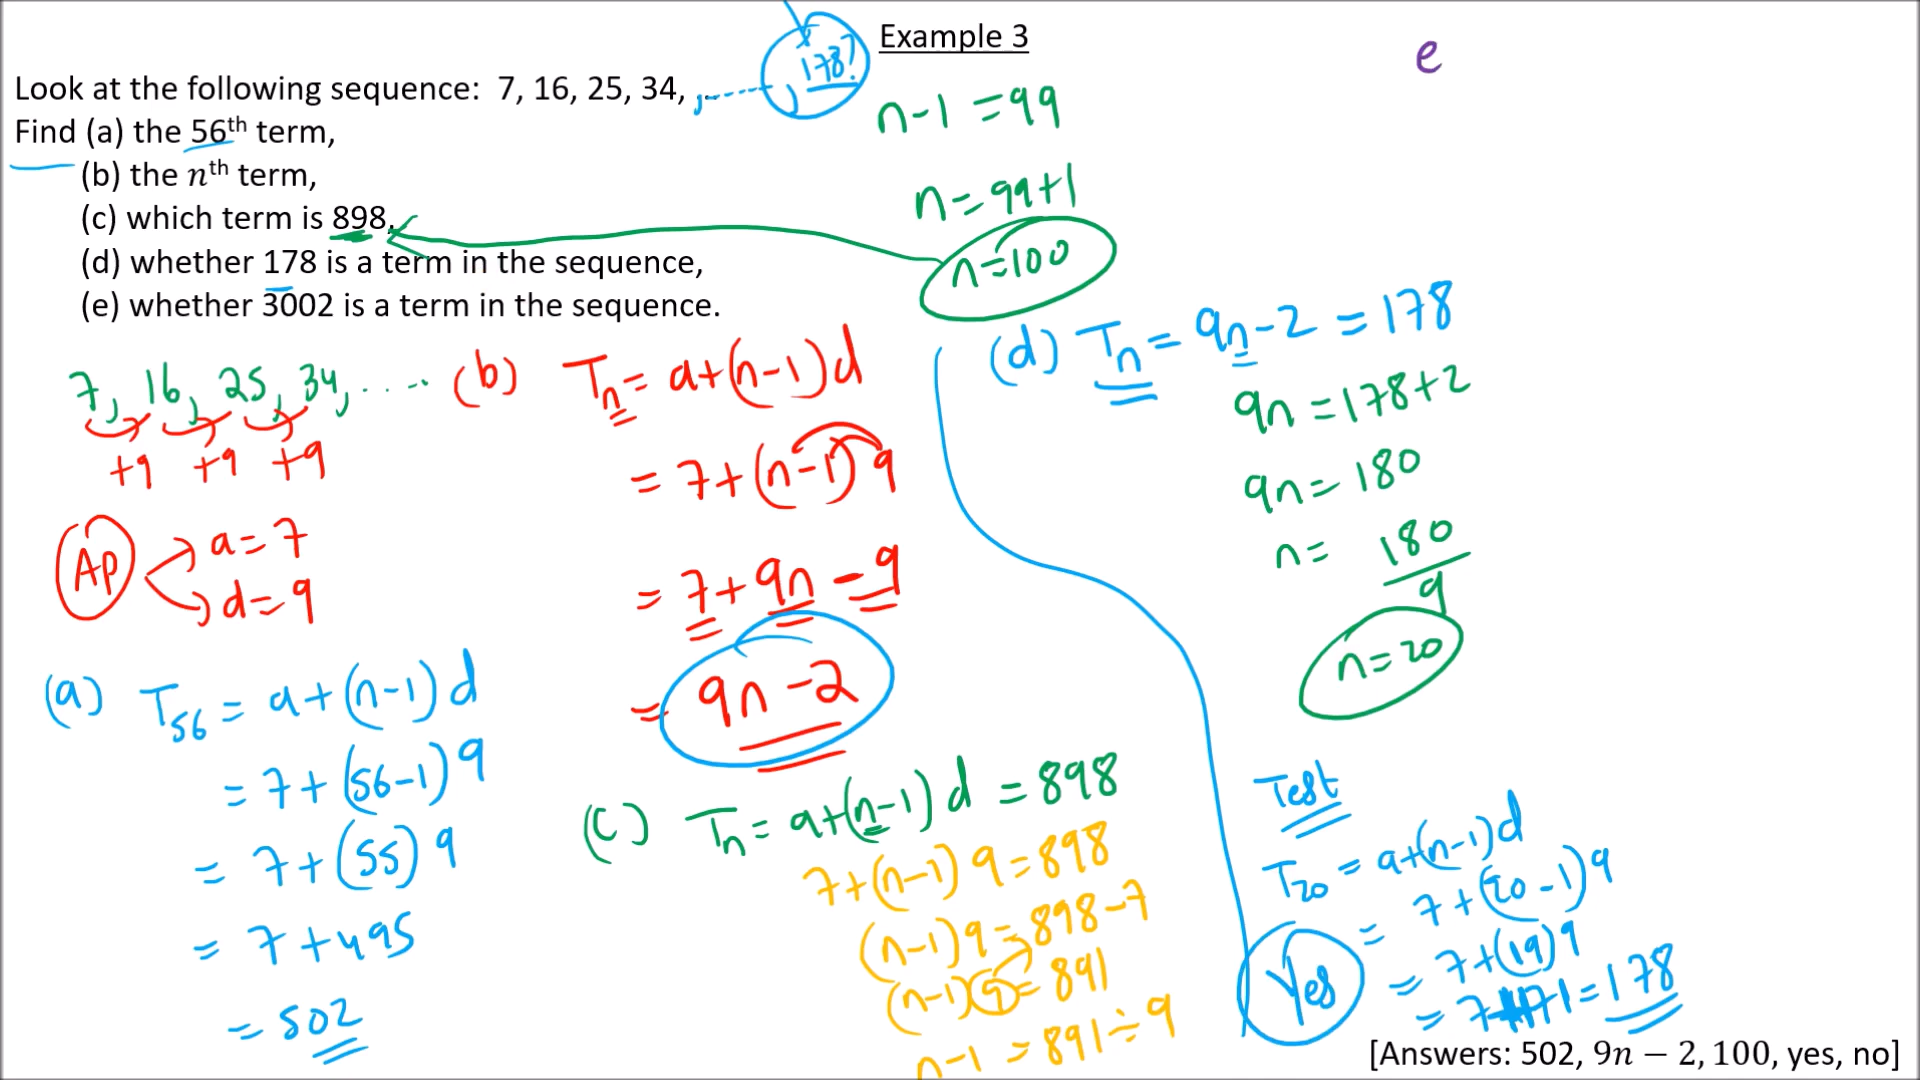 Example 3
Look at the following sequence: 7, 16, 25, 34, ...
178?
Find (a) the 56th term,
(b) the nth term,
(c) which term is 898,
(d) whether 178 is a term in the sequence,
(e) whether 3002 is a term in the sequence.
e
n-1 =99
n=99+1
n=100
7, 16, 25, 34, ....
+9 +9 +9
AP
a=7
d=9
(a) T56 = a+(n-1)d
= 7+(56-1)9
= 7+(55)9
= 7+495
= 502
(b) Tn = a+(n-1)d
= 7+(n-1)9
= 7+9n-9
= 9n-2
(c) Tn = a+(n-1)d = 898
7+(n-1)9=898
(n-1)9=898-7
(n-1)9=891
n-1 = 891÷9
(d) Tn = 9n-2 = 178
9n =178+2
9n=180
n= 180/9
n=20
Test
T20 = a+(n-1)d
= 7+(20-1)9
= 7+(19)9
= 7+171=178
Yes
[Answers: 502, 9n − 2, 100, yes, no]